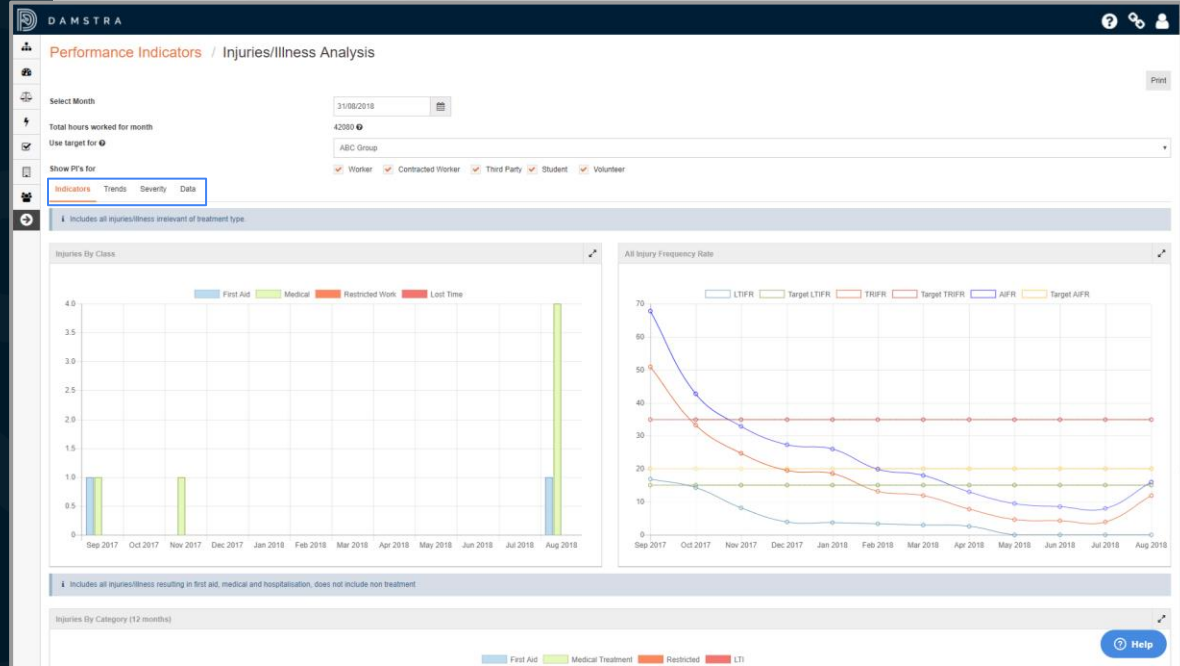 DAMSTRA
Performance Indicators / Injuries/Illness Analysis
Print
Select Month
31/08/2018
Total hours worked for month
42080
Use target for
ABC Group
Show PI's for
Worker Contracted Worker Third Party Student Volunteer
Indicators Trends Severity Data
i Includes all injuries/illness irrelevant of treatment type.
Injuries By Class
First Aid Medical Restricted Work Lost Time
4.0
3.5
3.0
2.5
2.0
1.5
1.0
0.5
0
Sep 2017 Oct 2017 Nov 2017 Dec 2017 Jan 2018 Feb 2018 Mar 2018 Apr 2018 May 2018 Jun 2018 Jul 2018 Aug 2018
All Injury Frequency Rate
LTIFR Target LTIFR TRIFR Target TRIFR AIFR Target AIFR
70
60
50
40
30
20
10
0
Sep 2017 Oct 2017 Nov 2017 Dec 2017 Jan 2018 Feb 2018 Mar 2018 Apr 2018 May 2018 Jun 2018 Jul 2018 Aug 2018
i Includes all injuries/illness resulting in first aid, medical and hospitalisation, does not include non treatment
Injuries By Category (12 months)
First Aid Medical Treatment Restricted LTI
? Help